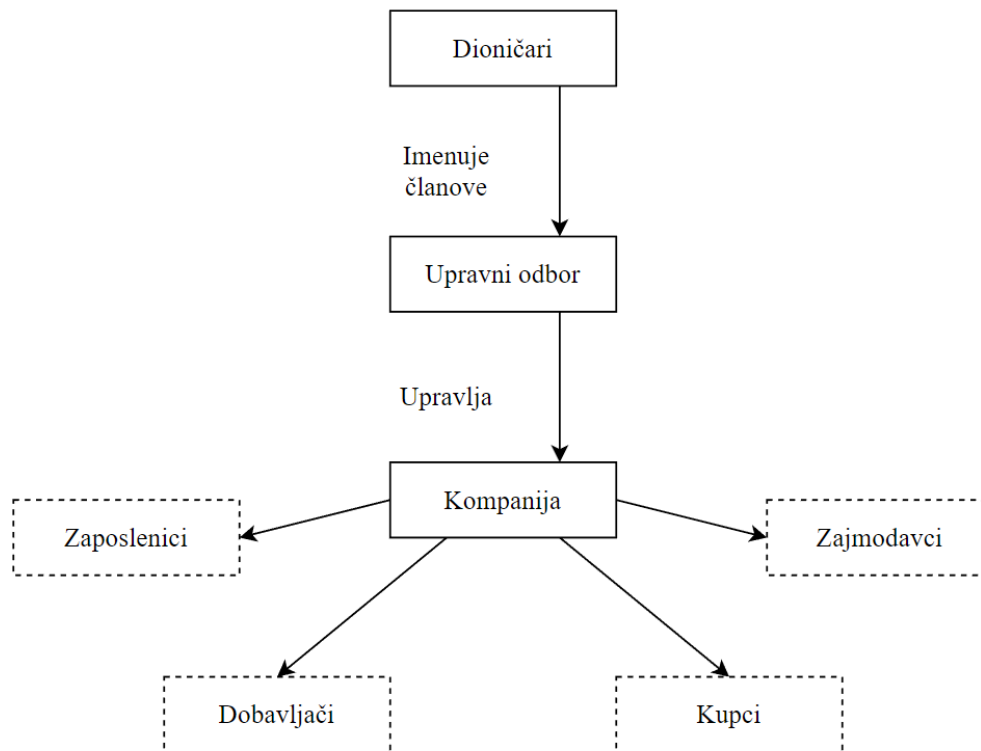 Dioničari
Imenuje
članove
Upravni odbor
Upravlja
Kompanija
Zaposlenici
Zajmodavci
Dobavljači
Kupci